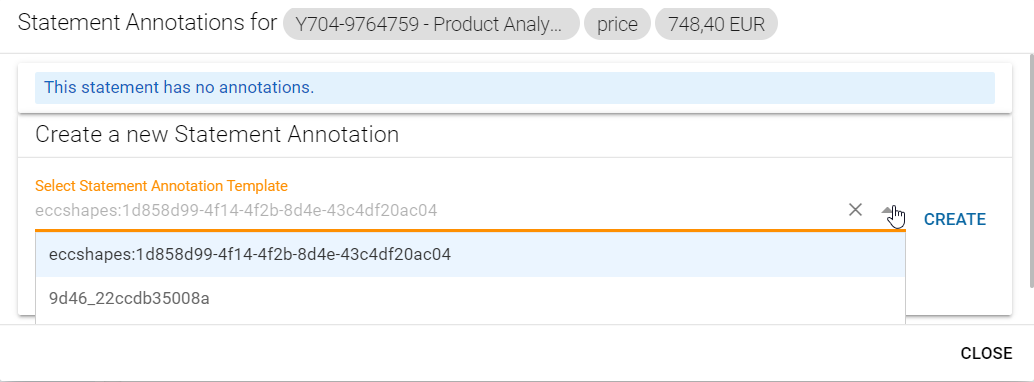 Statement Annotations for Y704-9764759 - Product Analy... price 748,40 EUR
This statement has no annotations.
Create a new Statement Annotation
Select Statement Annotation Template
eccshapes:1d858d99-4f14-4f2b-8d4e-43c4df20ac04
CREATE
eccshapes:1d858d99-4f14-4f2b-8d4e-43c4df20ac04
9d46_22ccdb35008a
CLOSE